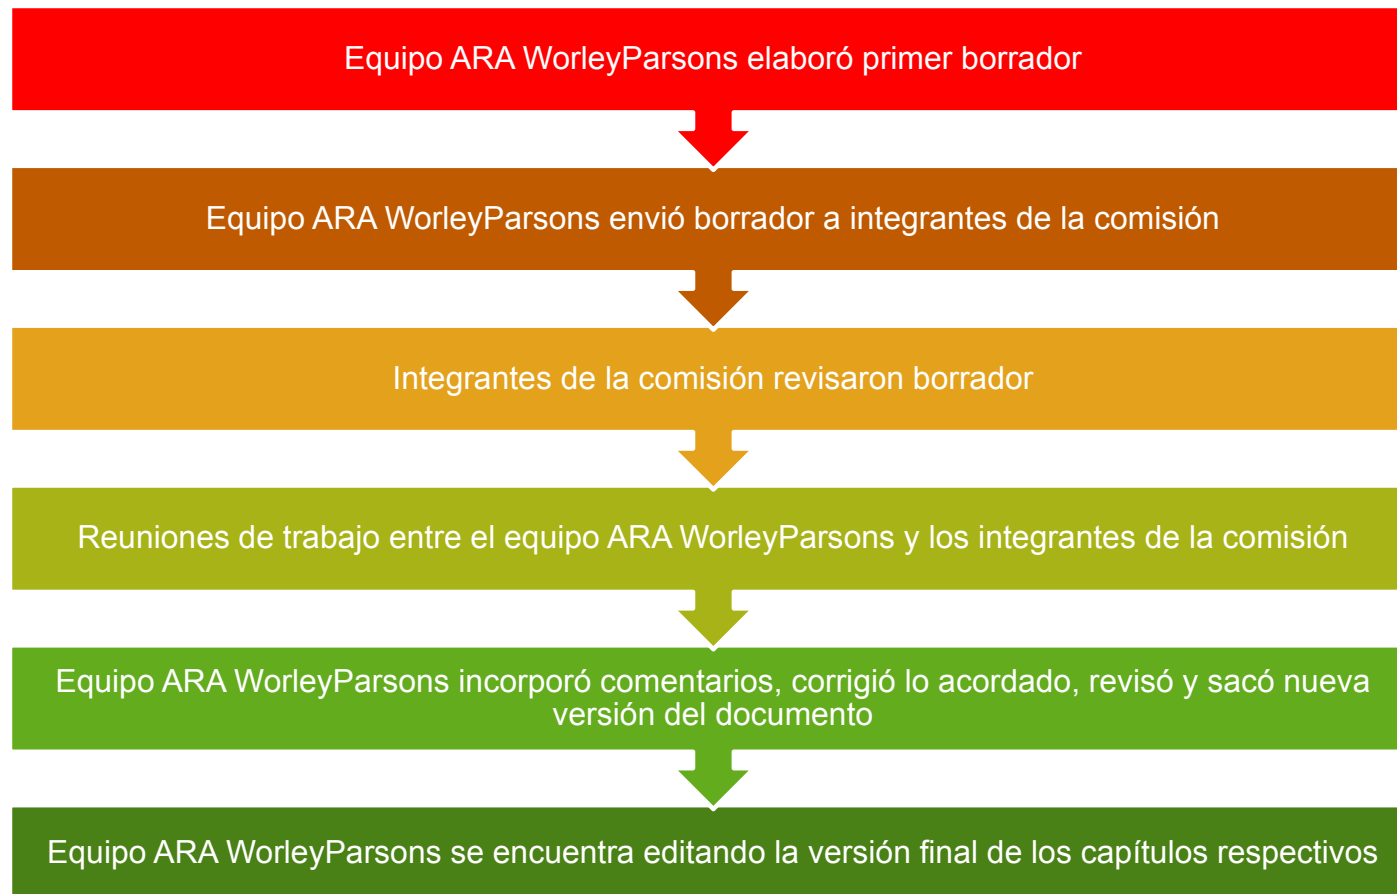 Equipo ARA WorleyParsons elaboró primer borrador
Equipo ARA WorleyParsons envió borrador a integrantes de la comisión
Integrantes de la comisión revisaron borrador
Reuniones de trabajo entre el equipo ARA WorleyParsons y los integrantes de la comisión
Equipo ARA WorleyParsons incorporó comentarios, corrigió lo acordado, revisó y sacó nueva
versión del documento
Equipo ARA WorleyParsons se encuentra editando la versión final de los capítulos respectivos